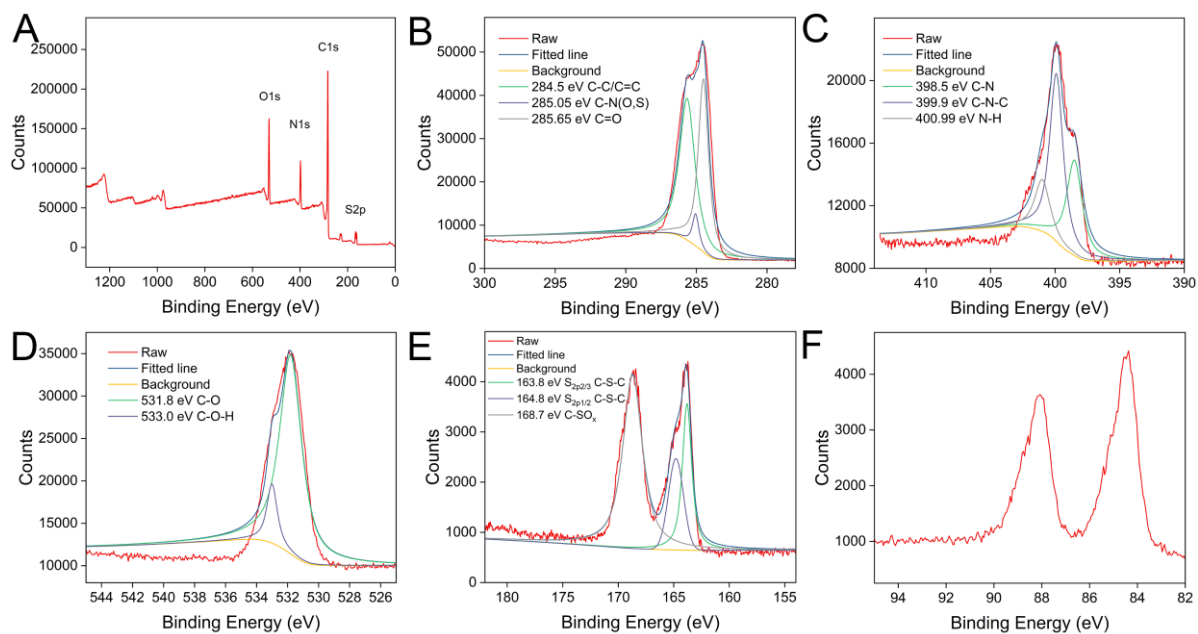 A
250000
200000
150000
100000
50000
0
Counts
C1s
O1s
N1s
S2p
1200 1000 800 600 400 200 0
Binding Energy (eV)
B
50000
40000
30000
20000
10000
0
Counts
Raw
Fitted line
Background
284.5 eV C-C/C=C
285.05 eV C-N(O,S)
285.65 eV C=O
300 295 290 285 280
Binding Energy (eV)
C
20000
16000
12000
8000
Counts
Raw
Fitted line
Background
398.5 eV C-N
399.9 eV C-N-C
400.99 eV N-H
410 405 400 395 390
Binding Energy (eV)
D
35000
30000
25000
20000
15000
10000
Counts
Raw
Fitted line
Background
531.8 eV C-O
533.0 eV C-O-H
544 542 540 538 536 534 532 530 528 526
Binding Energy (eV)
E
4000
3000
2000
1000
0
Counts
Raw
Fitted line
Background
163.8 eV S2p2/3 C-S-C
164.8 eV S2p1/2 C-S-C
168.7 eV C-SOx
180 175 170 165 160 155
Binding Energy (eV)
F
4000
3000
2000
1000
Counts
94 92 90 88 86 84 82
Binding Energy (eV)